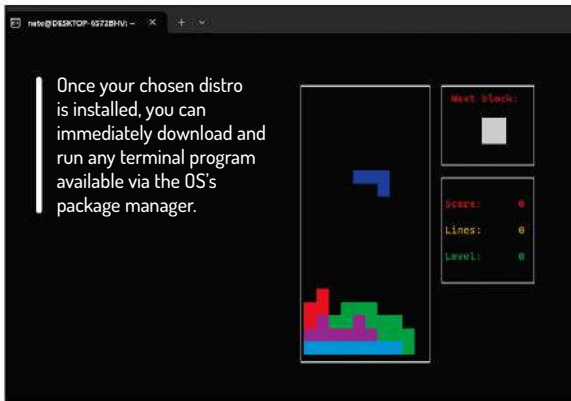 nate@DESKTOP-6S72BHV: ~
Once your chosen distro
is installed, you can
immediately download and
run any terminal program
available via the OS's
package manager.
Next block:
Score: 0
Lines: 0
Level: 0